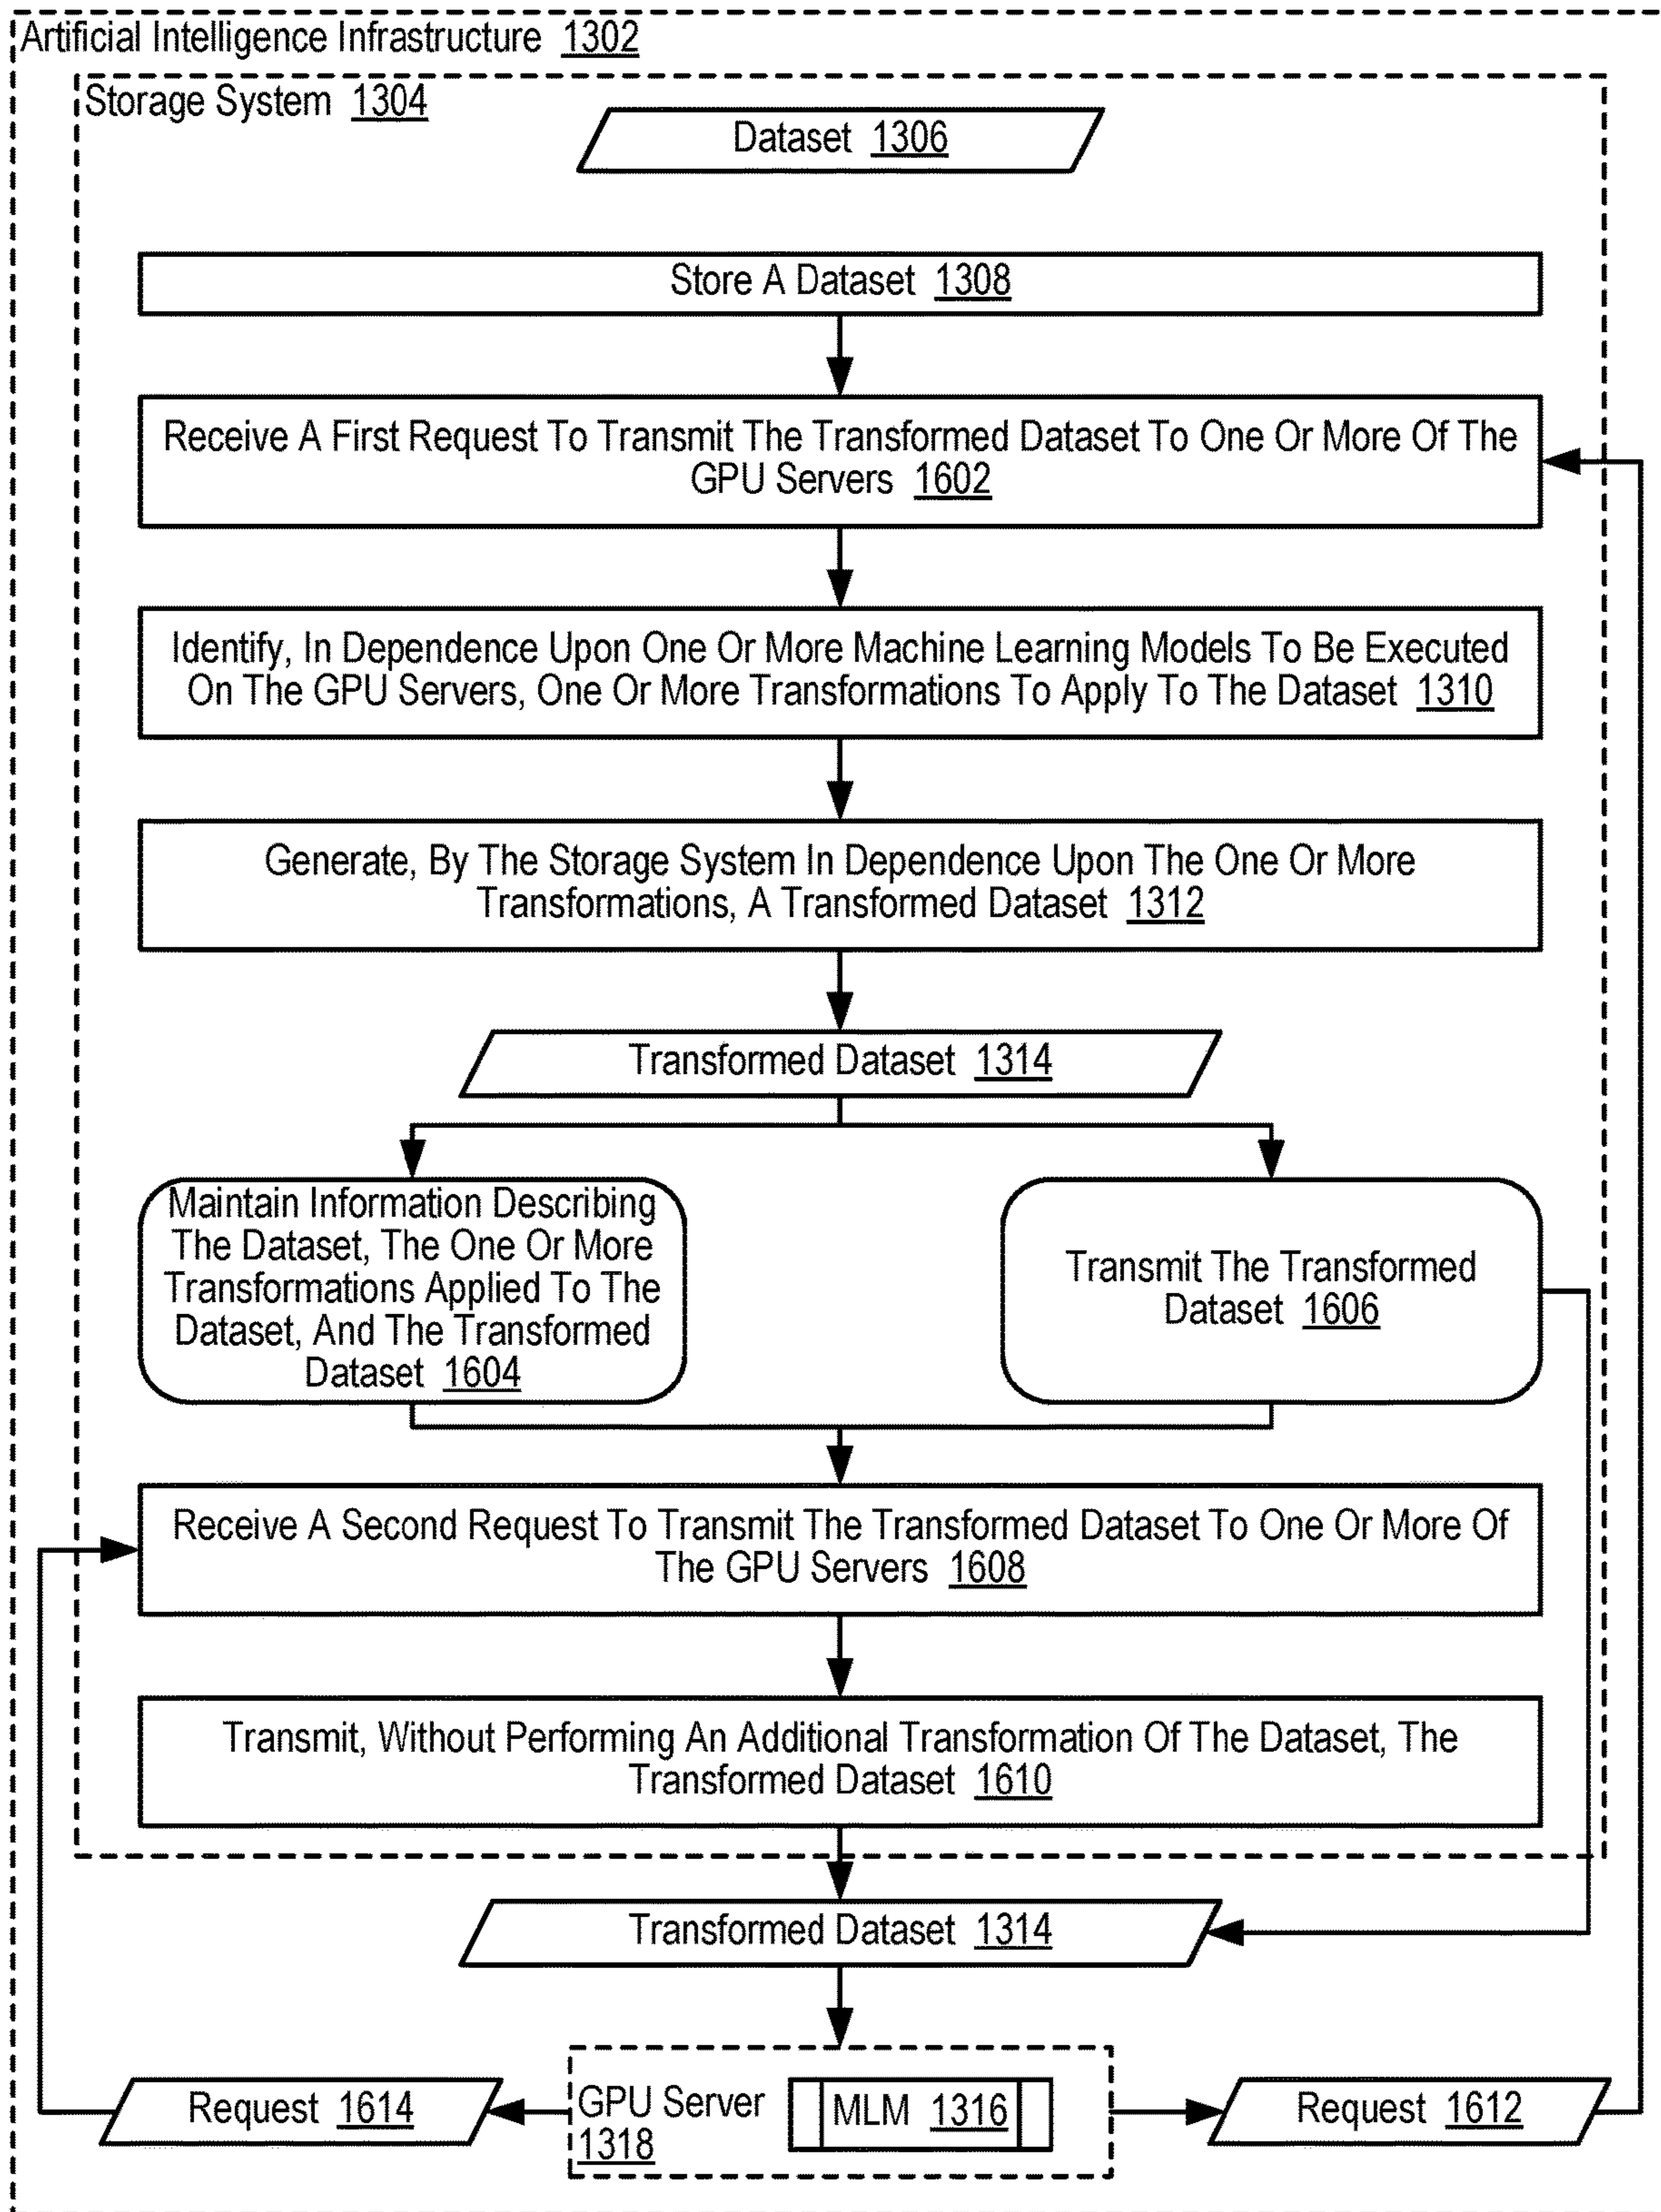 Artificial Intelligence Infrastructure 1302
Storage System 1304
Dataset 1306
Store A Dataset 1308
Receive A First Request To Transmit The Transformed Dataset To One Or More Of The
GPU Servers 1602
Identify, In Dependence Upon One Or More Machine Learning Models To Be Executed
On The GPU Servers, One Or More Transformations To Apply To The Dataset 1310
Generate, By The Storage System In Dependence Upon The One Or More
Transformations, A Transformed Dataset 1312
Transformed Dataset 1314
Maintain Information Describing
The Dataset, The One Or More
Transformations Applied To The
Dataset, And The Transformed
Dataset 1604
Transmit The Transformed
Dataset 1606
Receive A Second Request To Transmit The Transformed Dataset To One Or More Of
The GPU Servers 1608
Transmit, Without Performing An Additional Transformation Of The Dataset, The
Transformed Dataset 1610
Transformed Dataset 1314
Request 1614
GPU Server
1318
MLM 1316
Request 1612